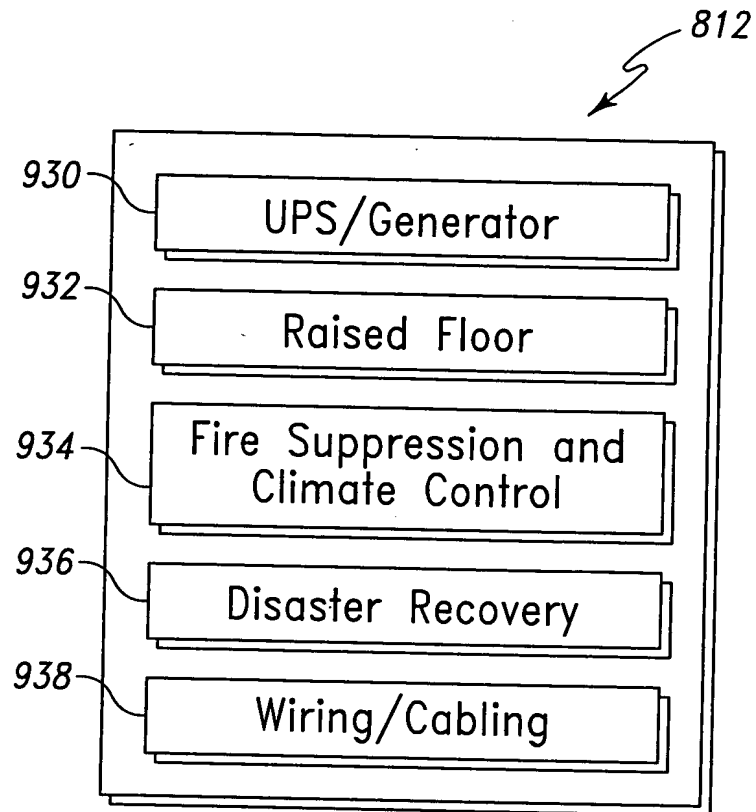 812
930
UPS/Generator
932
Raised Floor
934
Fire Suppression and
Climate Control
936
Disaster Recovery
938
Wiring/Cabling